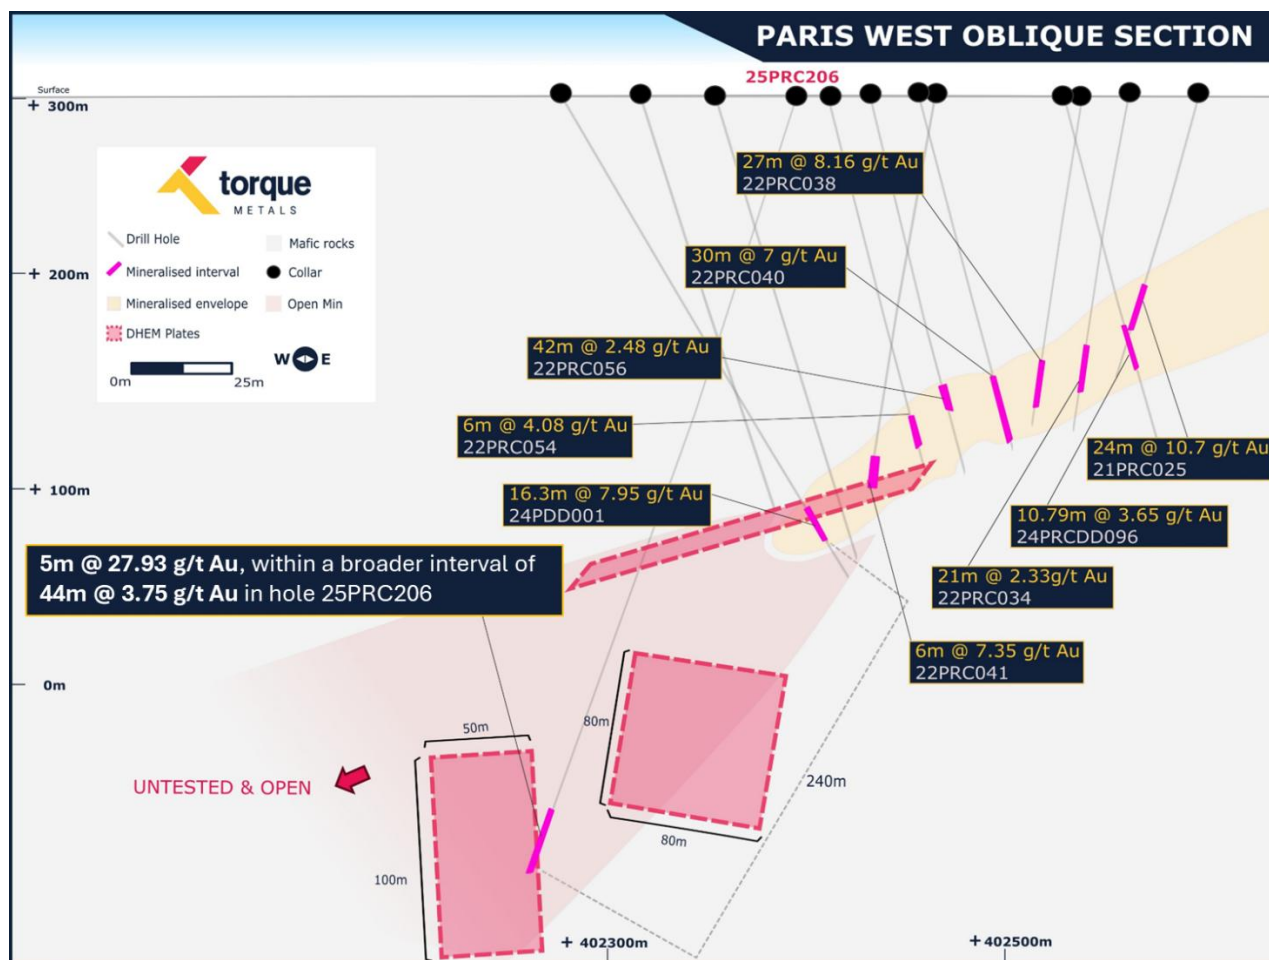 PARIS WEST OBLIQUE SECTION
25PRC206
Surface
+ 300m
27m @ 8.16 g/t Au
22PRC038
torque
METALS
Drill Hole
Mafic rocks
Mineralised interval
Collar
Mineralised envelope
Open Min
DHEM Plates
0m
25m
W
E
+ 200m
30m @ 7 g/t Au
22PRC040
42m @ 2.48 g/t Au
22PRC056
6m @ 4.08 g/t Au
22PRC054
24m @ 10.7 g/t Au
21PRC025
+ 100m
16.3m @ 7.95 g/t Au
24PDD001
10.79m @ 3.65 g/t Au
24PRCDD096
5m @ 27.93 g/t Au, within a broader interval of
44m @ 3.75 g/t Au in hole 25PRC206
21m @ 2.33g/t Au
22PRC034
6m @ 7.35 g/t Au
22PRC041
0m
50m
80m
80m
240m
UNTESTED & OPEN
100m
+ 402300m
+ 402500m